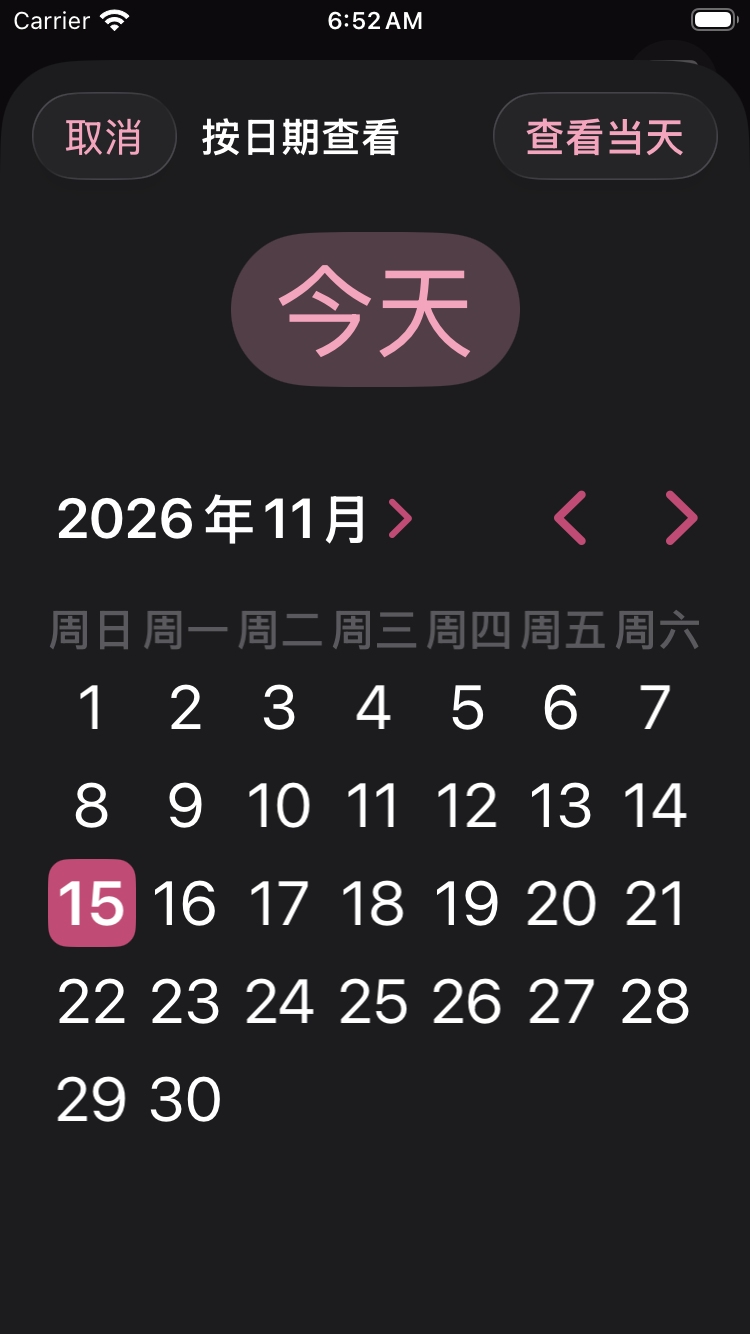 Carrier 6:52 AM
取消 按日期查看 查看当天
今天
2026年11月
周日 周一 周二 周三 周四 周五 周六
1 2 3 4 5 6 7
8 9 10 11 12 13 14
15 16 17 18 19 20 21
22 23 24 25 26 27 28
29 30